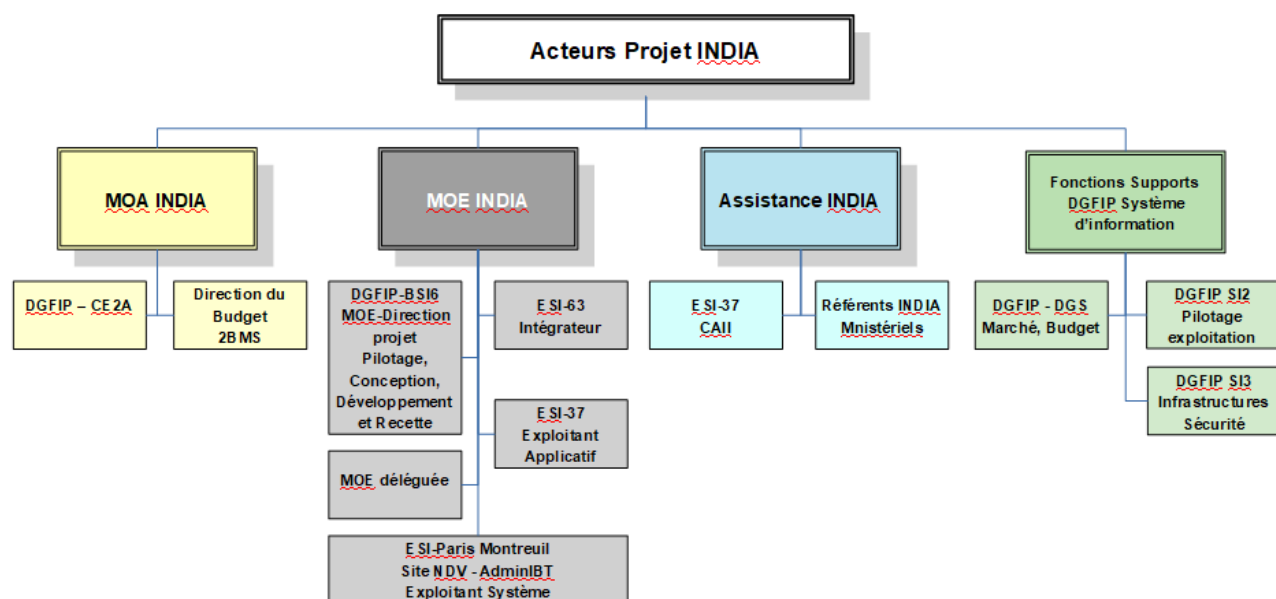 Acteurs Projet INDIA
MOA INDIA
DGFIP – CE2A
Direction du
Budget
2BMS
MOE INDIA
DGFIP-BSI6
MOE-Direction
projet
Pilotage,
Conception,
Développement
et Recette
ESI-63
Intégrateur
ESI-37
Exploitant
Applicatif
MOE déléguée
ESI-Paris Montreuil
Site NDV - AdminIBT
Exploitant Système
Assistance INDIA
ESI-37
CAII
Référents INDIA
Mnistériels
Fonctions Supports
DGFIP Système
d'information
DGFIP - DGS
Marché, Budget
DGFIP SI2
Pilotage
exploitation
DGFIP SI3
Infrastructures
Sécurité